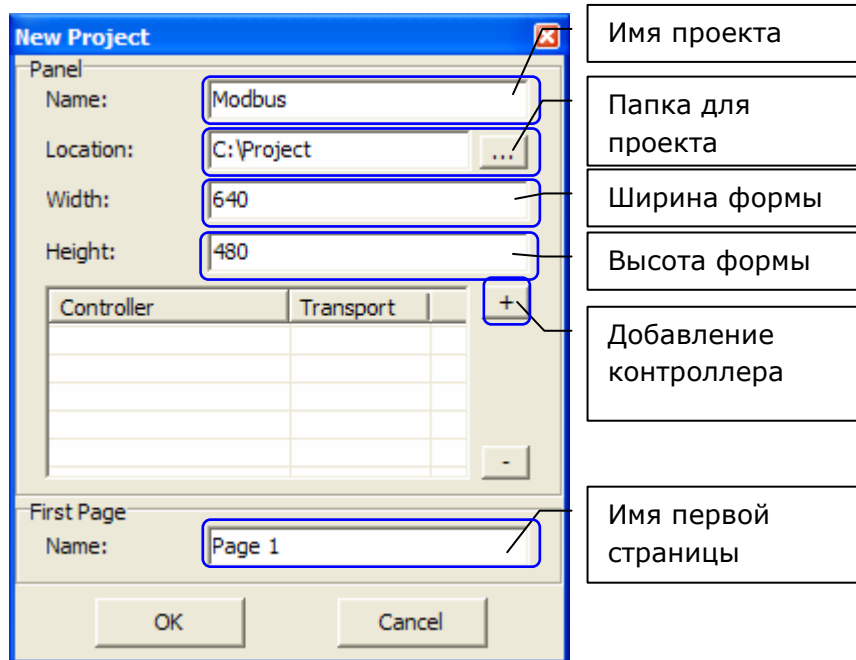 New Project
Panel
Name:
Modbus
Имя проекта
Location:
C:\Project
...
Папка для
проекта
Width:
640
Ширина формы
Height:
480
Высота формы
Controller
Transport
+
Добавление
контроллера
-
First Page
Name:
Page 1
Имя первой
страницы
OK
Cancel